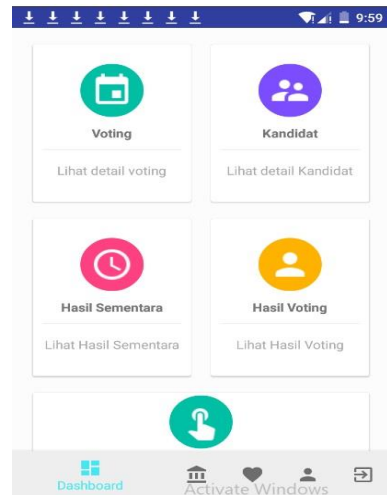 9:59
Voting
Kandidat
Lihat detail voting
Lihat detail Kandidat
Hasil Sementara
Hasil Voting
Lihat Hasil Sementara
Lihat Hasil Voting
Dashboard
Activate Windows